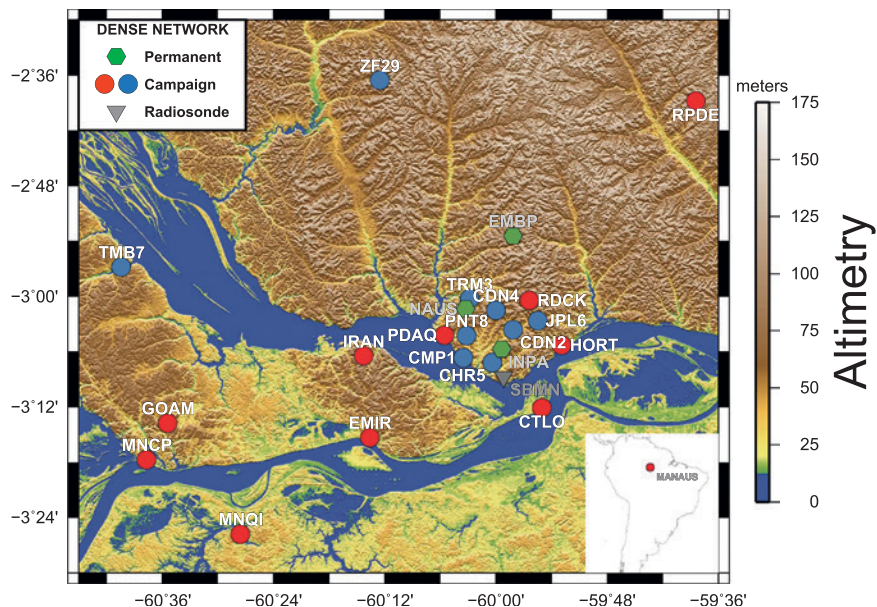 DENSE NETWORK
Permanent
Campaign
Radiosonde
−2°36'
−2°48'
−3°00'
−3°12'
−3°24'
ZF29
RPDE
EMBP
TMB7
TRM3
CDN4
RDCK
NAUS
PNT8
JPL6
PDAQ
CDN2
HORT
IRAN
CMP1
INPA
CHR5
SBMN
GOAM
CTLO
EMIR
MNCP
MNQI
MANAUS
−60°36'
−60°24'
−60°12'
−60°00'
−59°48'
−59°36'
meters
175
150
125
100
75
50
25
0
Altimetry